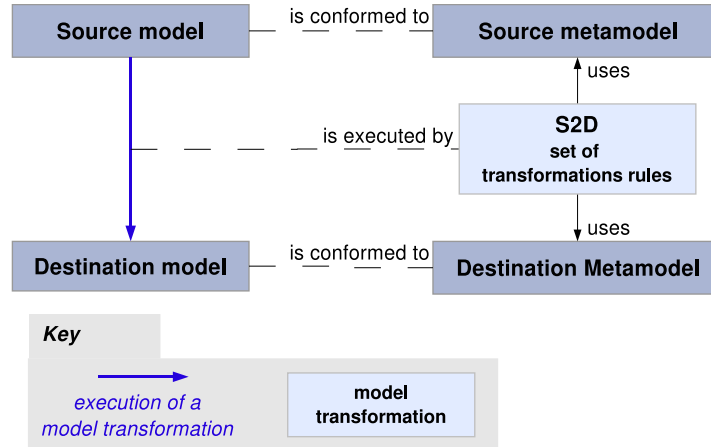 Source model
is conformed to
Source metamodel
uses
is executed by
S2D
set of
transformations rules
uses
Destination model
is conformed to
Destination Metamodel
Key
execution of a
model transformation
model
transformation